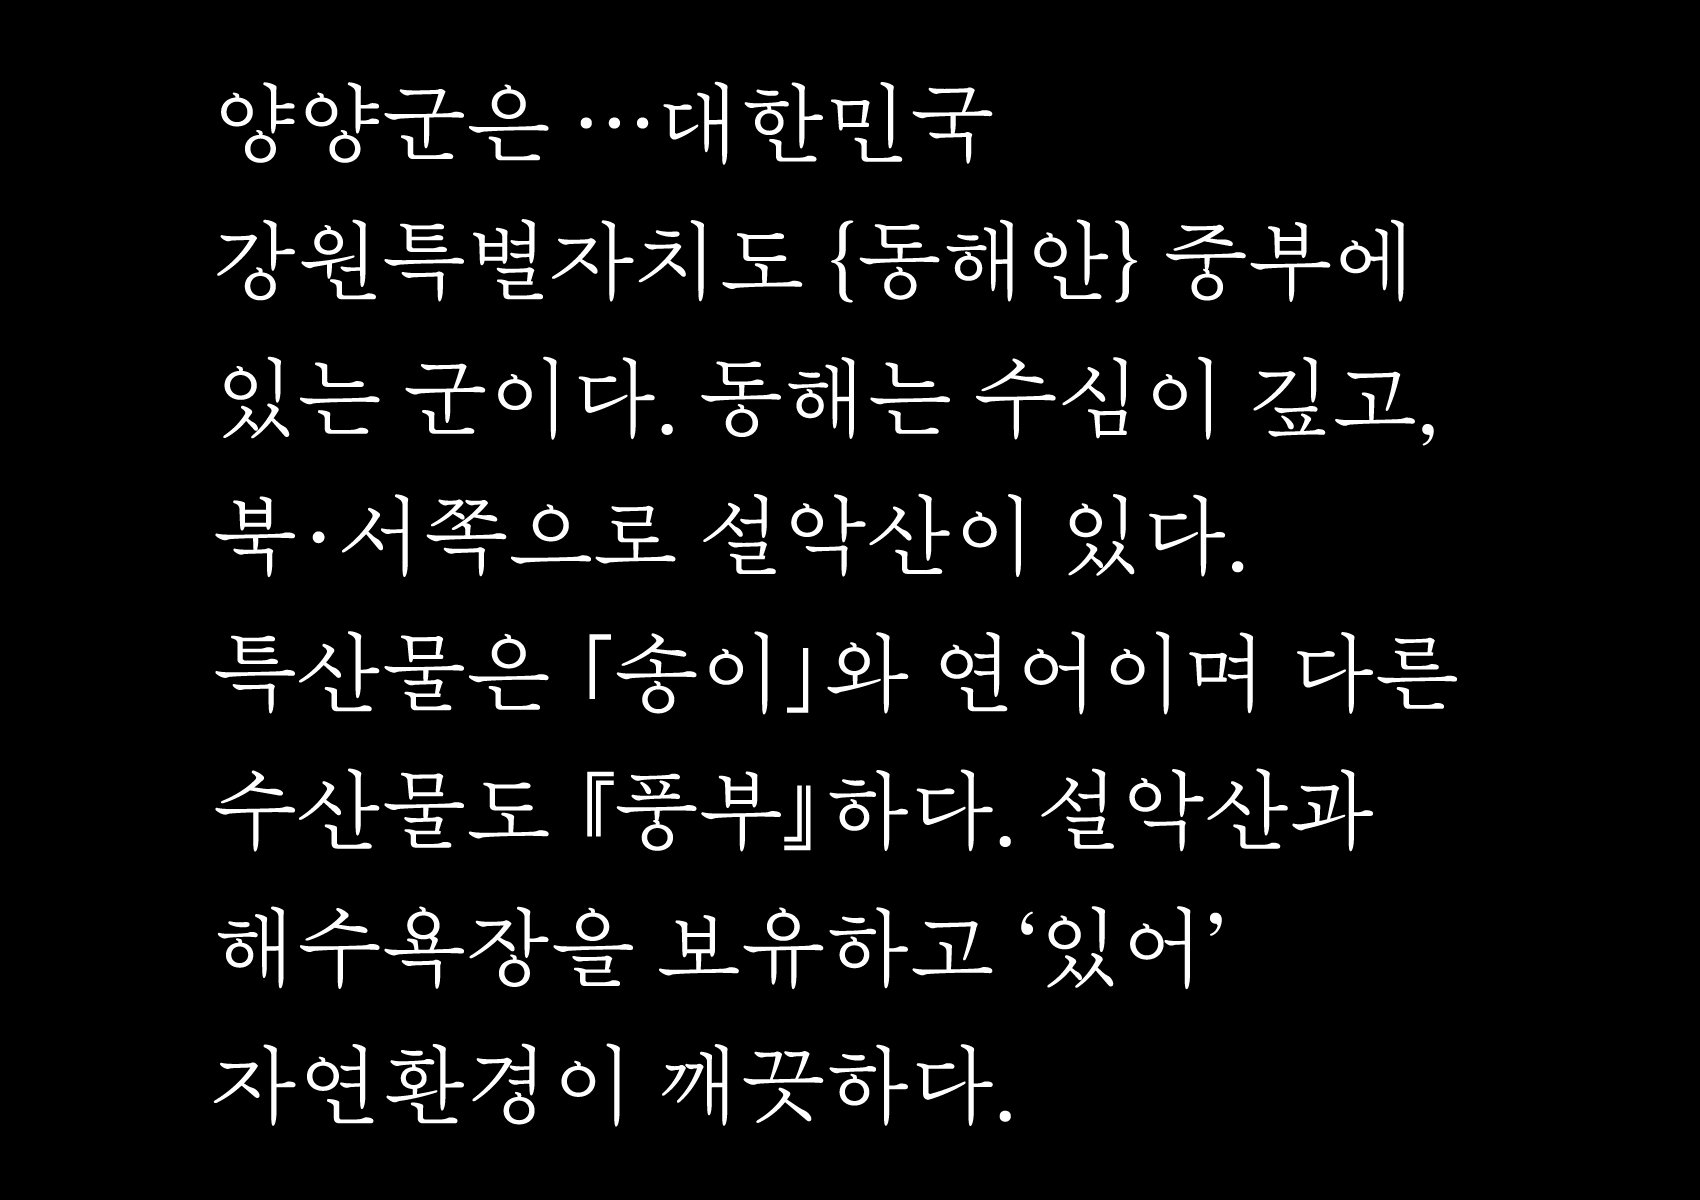 양양군은 …대한민국
강원특별자치도 {동해안} 중부에
있는 군이다. 동해는 수심이 깊고,
북·서쪽으로 설악산이 있다.
특산물은 「송이」와 연어이며 다른
수산물도 『풍부』하다. 설악산과
해수욕장을 보유하고 ‘있어’
자연환경이 깨끗하다.